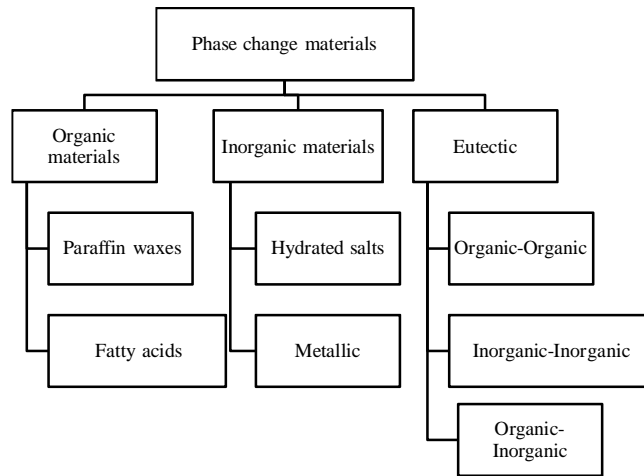 Phase change materials
Organic
materials
Inorganic materials
Eutectic
Paraffin waxes
Hydrated salts
Organic-Organic
Fatty acids
Metallic
Inorganic-Inorganic
Organic-
Inorganic